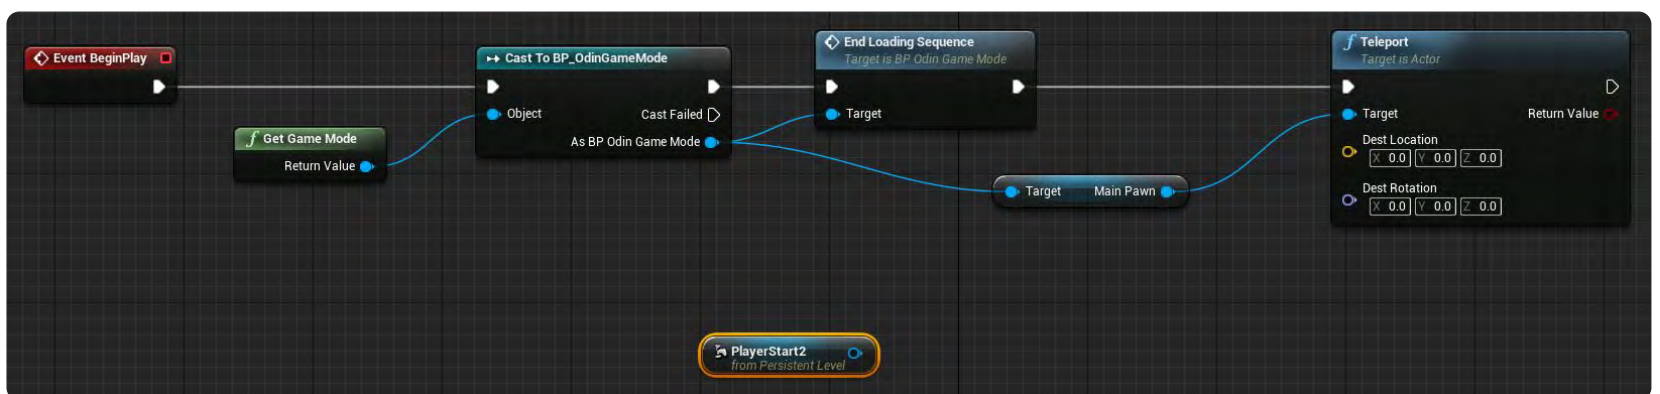 Event BeginPlay
Get Game Mode
Return Value
Cast To BP_OdinGameMode
Object
Cast Failed
As BP Odin Game Mode
End Loading Sequence
Target is BP Odin Game Mode
Target
Target Main Pawn
Teleport
Target is Actor
Target Return Value
Dest Location
X 0.0 Y 0.0 Z 0.0
Dest Rotation
X 0.0 Y 0.0 Z 0.0
PlayerStart2
from Persistent Level